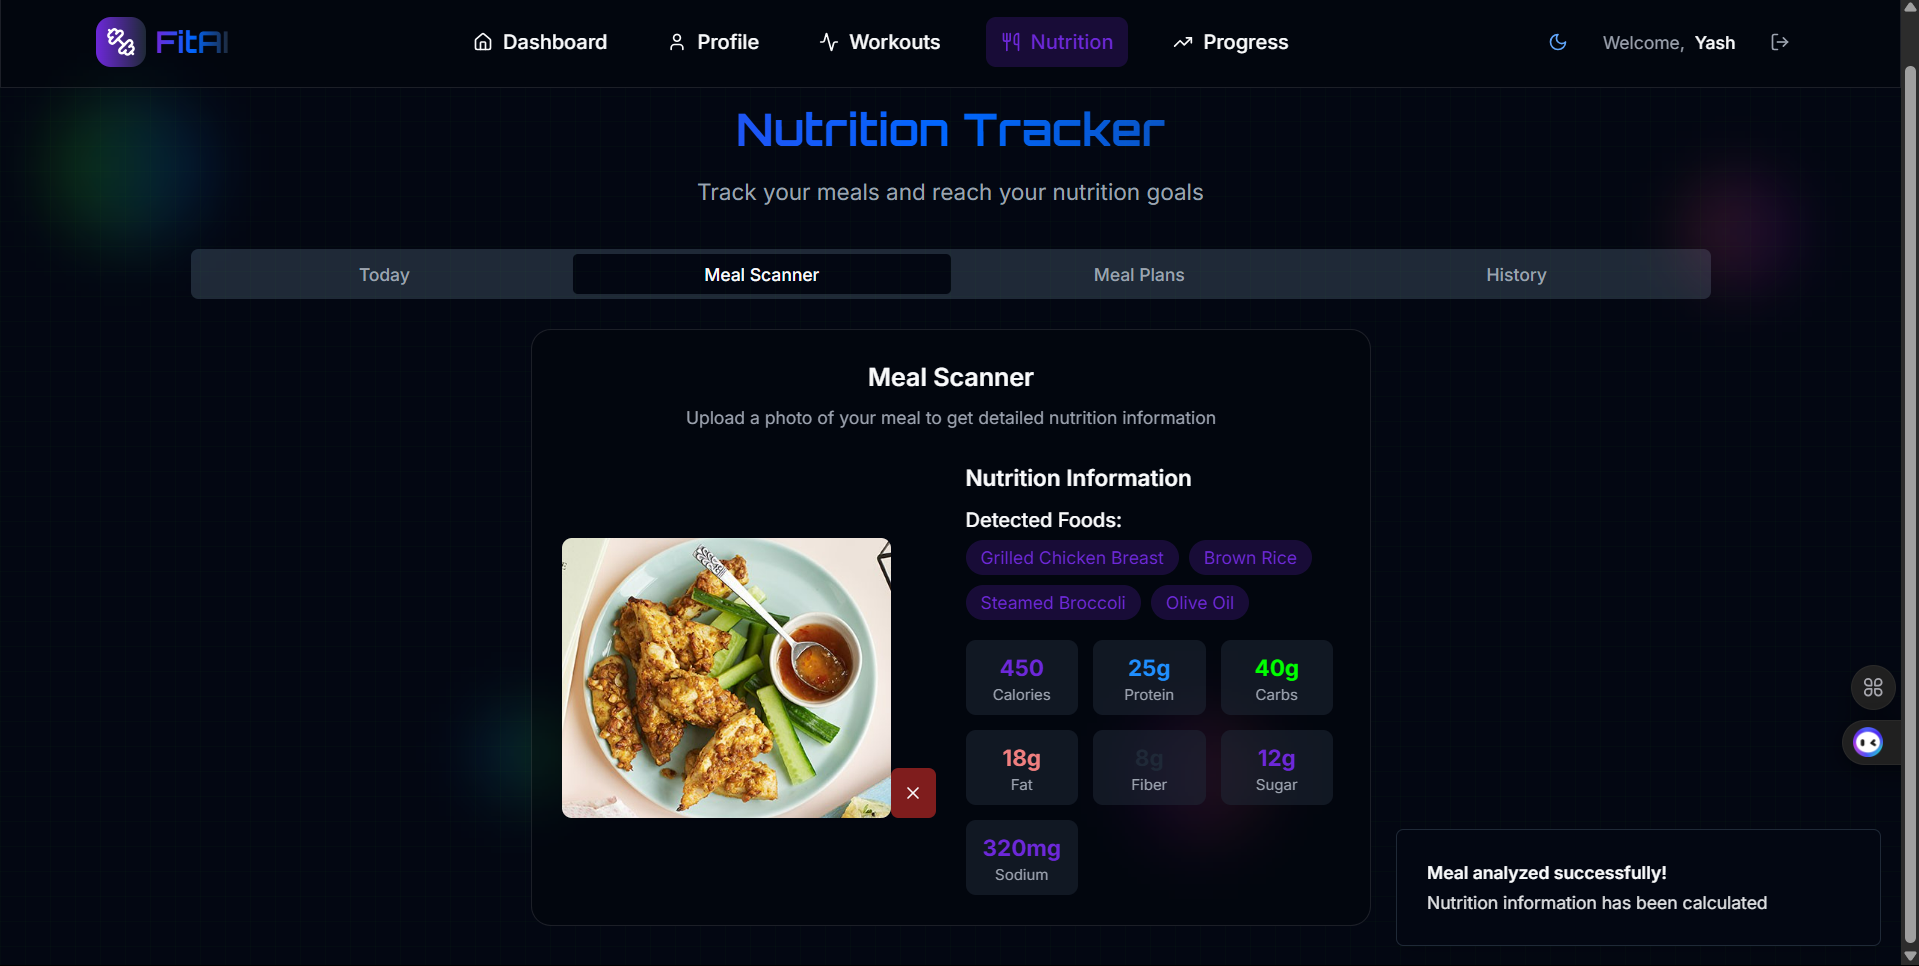 FitAI
Dashboard
Profile
Workouts
Nutrition
Progress
Welcome, Yash
Nutrition Tracker
Track your meals and reach your nutrition goals
Today
Meal Scanner
Meal Plans
History
Meal Scanner
Upload a photo of your meal to get detailed nutrition information
Nutrition Information
Detected Foods:
Grilled Chicken Breast
Brown Rice
Steamed Broccoli
Olive Oil
450
Calories
25g
Protein
40g
Carbs
18g
Fat
8g
Fiber
12g
Sugar
320mg
Sodium
Meal analyzed successfully!
Nutrition information has been calculated